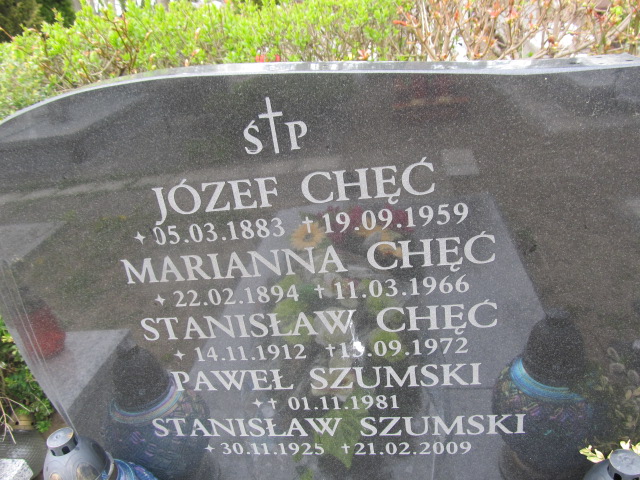 Ś†P
JÓZEF CHĘĆ
✦ 05.03.1883 † 19.09.1959
MARIANNA CHĘĆ
✦ 22.02.1894 † 11.03.1966
STANISŁAW CHĘĆ
✦ 14.11.1912 † 13.09.1972
PAWEŁ SZUMSKI
✦† 01.11.1981
STANISŁAW SZUMSKI
✦ 30.11.1925 † 21.02.2009